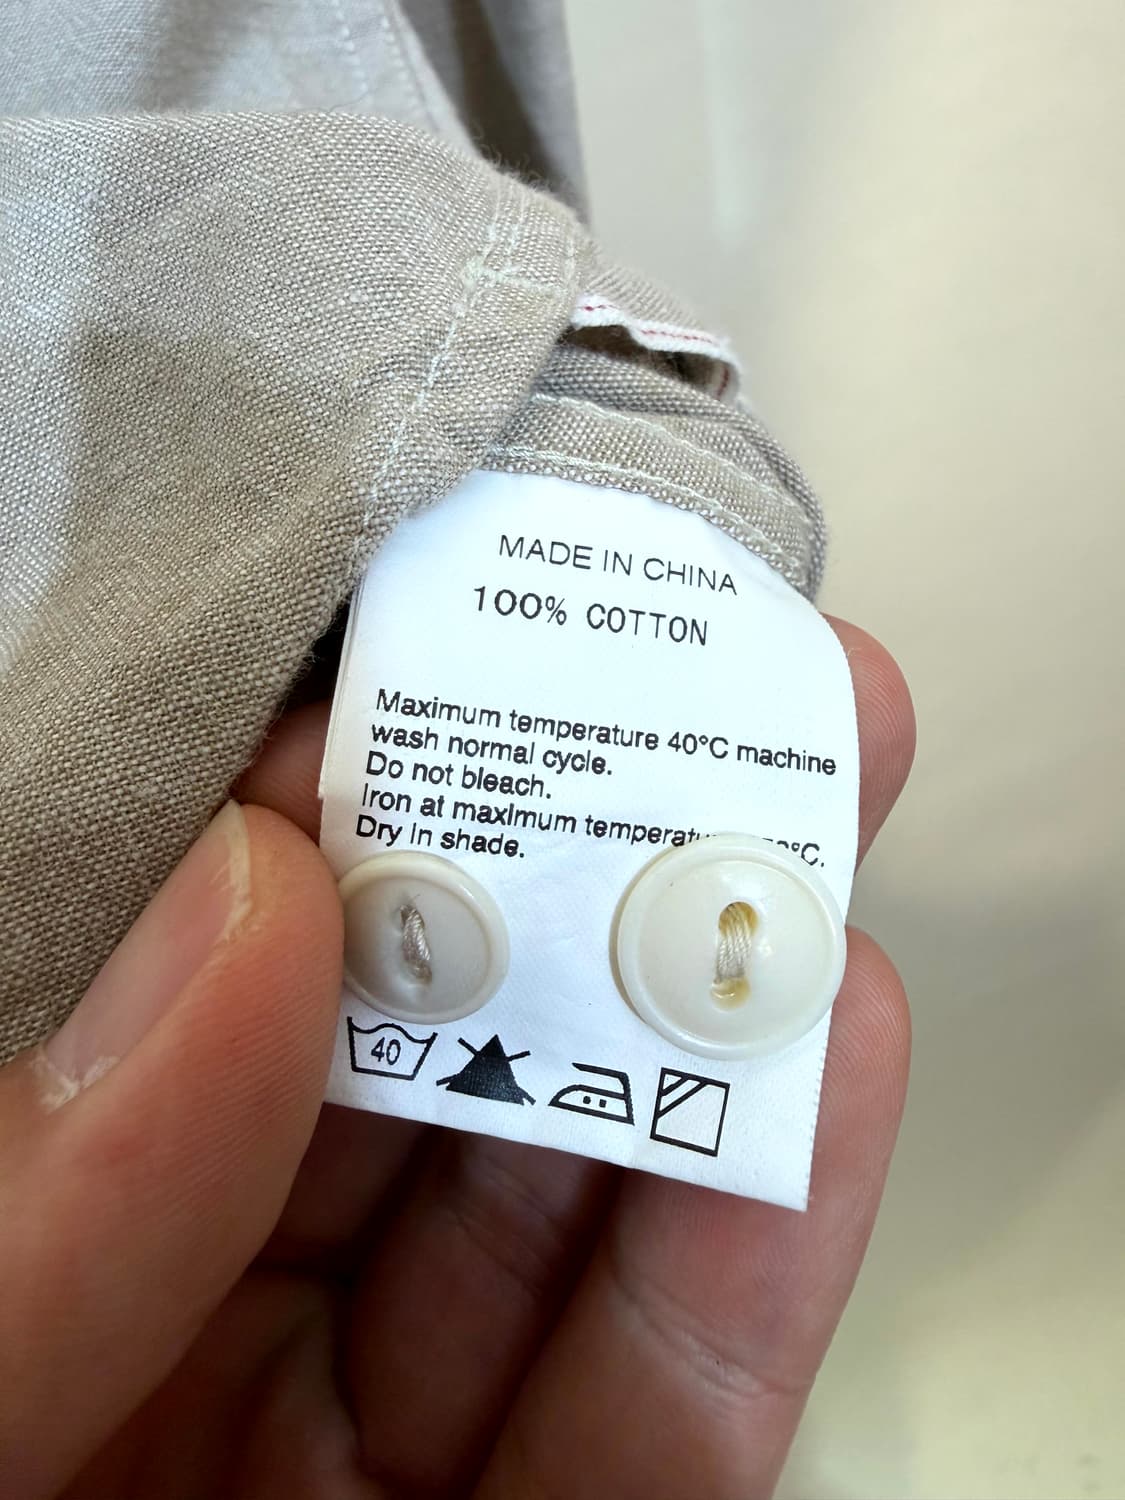 MADE IN CHINA
100% COTTON
Maximum temperature 40°C machine
wash normal cycle.
Do not bleach.
Iron at maximum
Dry in shade.
40